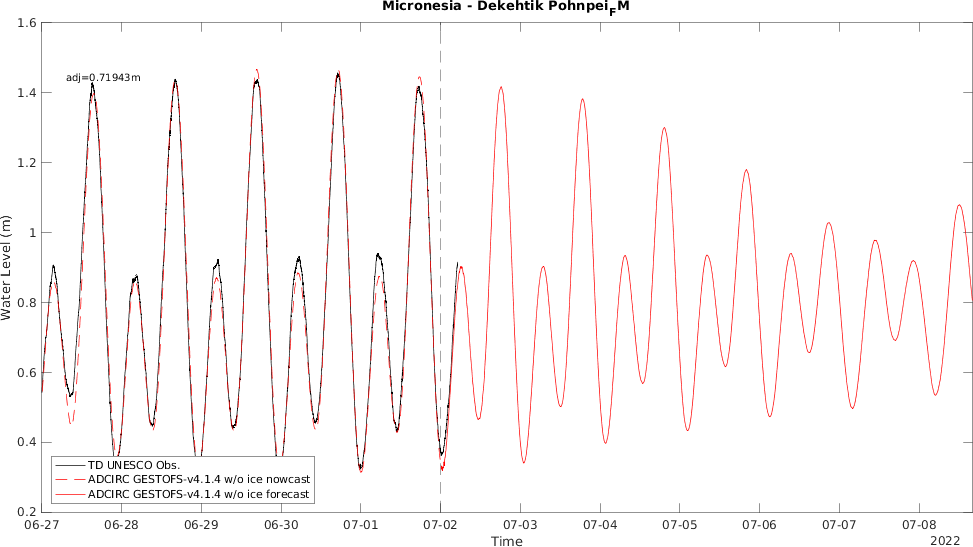 Micronesia - Dekehtik Pohnpei_FM
adj=0.71943m
Water Level (m)
1.6
1.4
1.2
1
0.8
0.6
0.4
0.2
TD UNESCO Obs.
ADCIRC GESTOFS-v4.1.4 w/o ice nowcast
ADCIRC GESTOFS-v4.1.4 w/o ice forecast
06-27 06-28 06-29 06-30 07-01 07-02 07-03 07-04 07-05 07-06 07-07 07-08
Time
2022